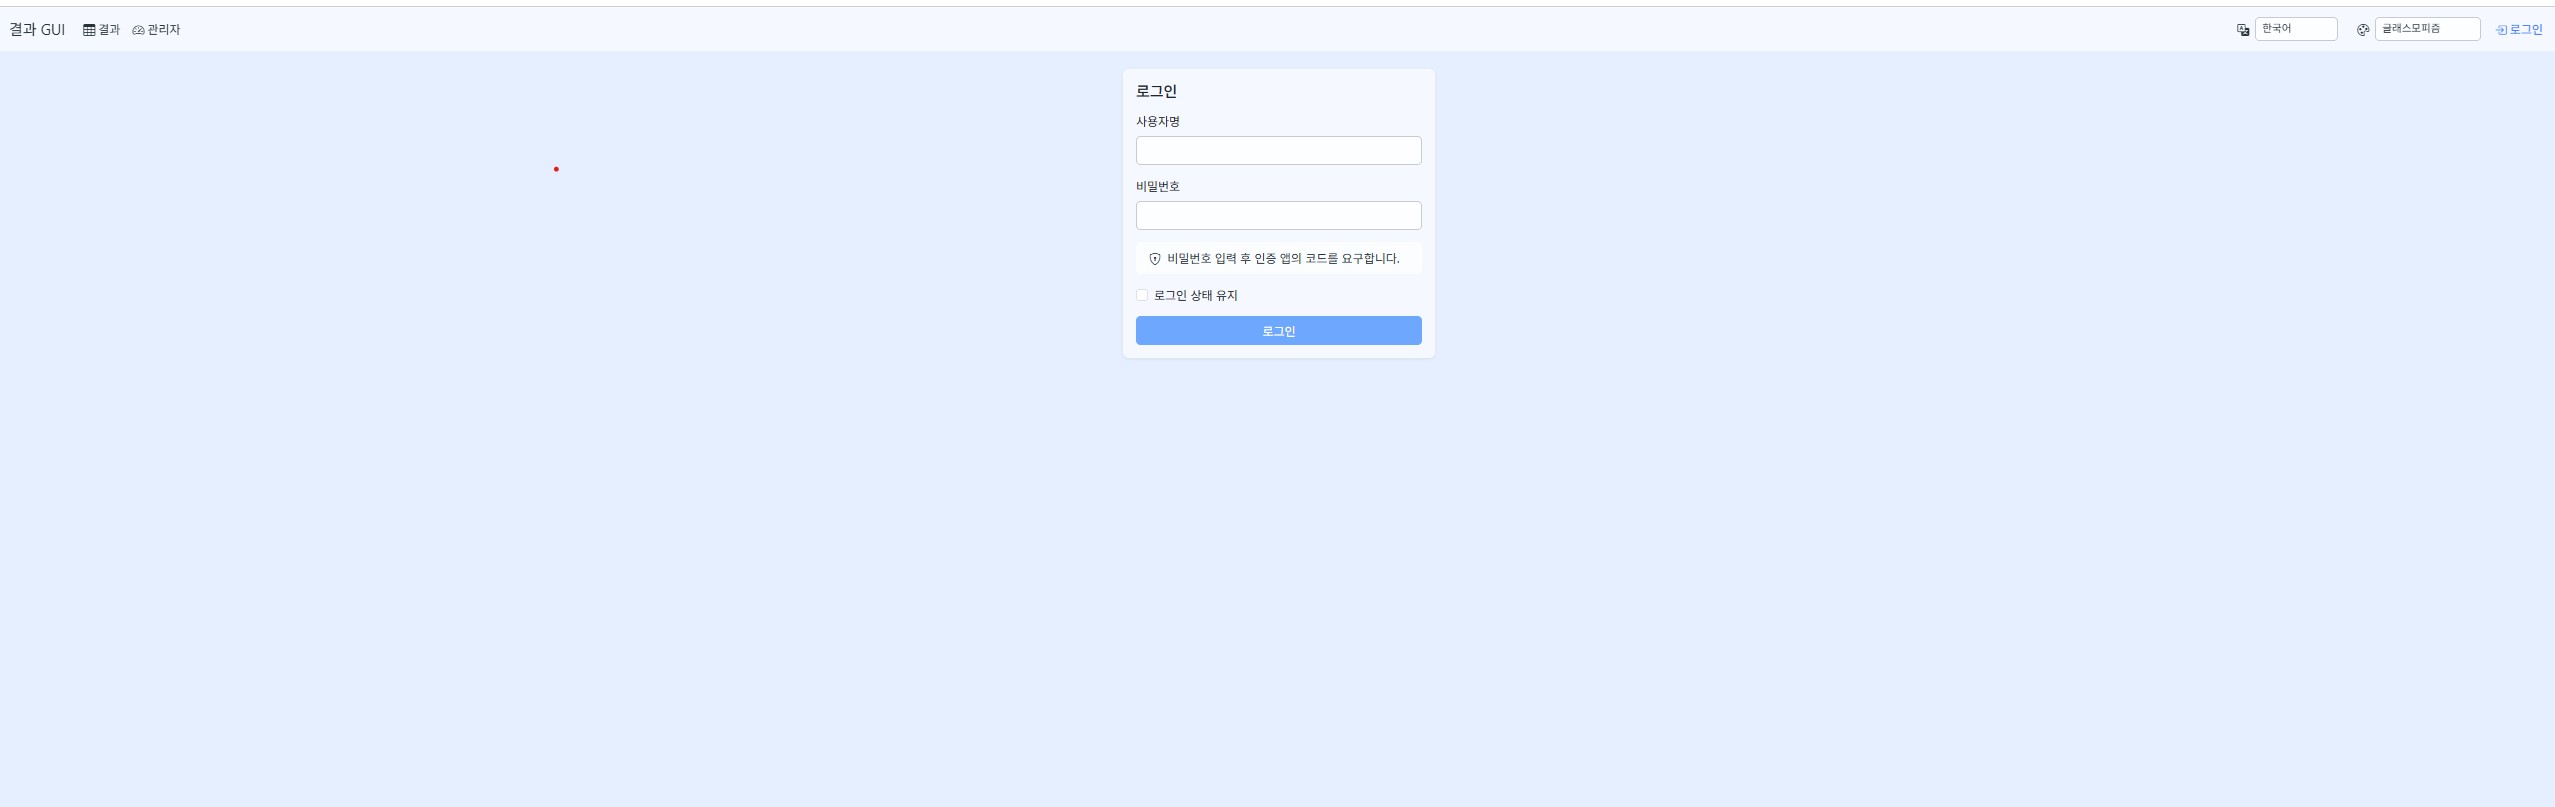 결과 GUI 결과 관리자 한국어 글래스모피즘 로그인
로그인
사용자명
비밀번호
비밀번호 입력 후 인증 앱의 코드를 요구합니다.
로그인 상태 유지
로그인